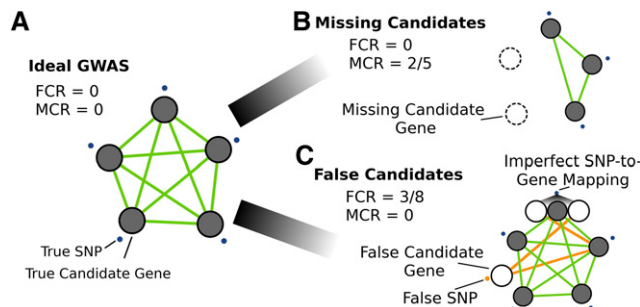 A
Ideal GWAS
FCR = 0
MCR = 0
True SNP
True Candidate Gene
B
Missing Candidates
FCR = 0
MCR = 2/5
Missing Candidate
Gene
C
Imperfect SNP-to-
Gene Mapping
False Candidates
FCR = 3/8
MCR = 0
False Candidate
Gene
False SNP